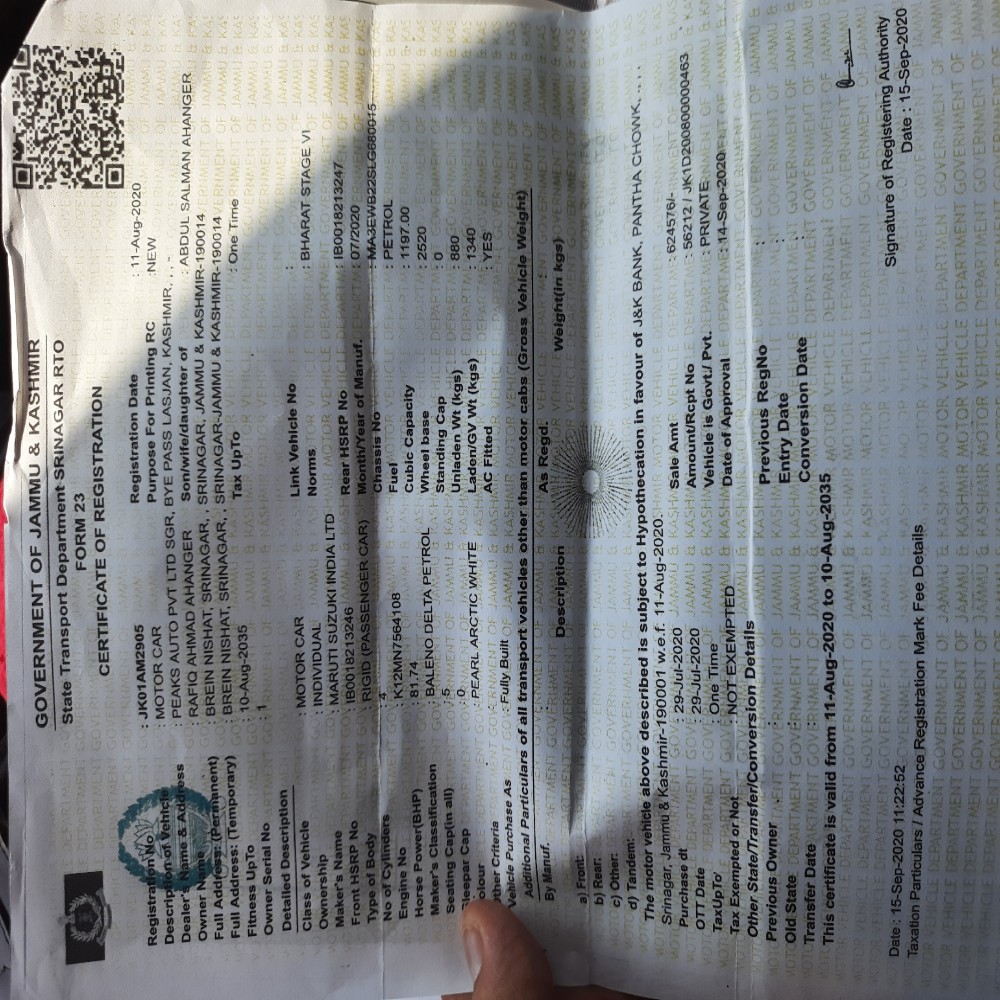 GOVERNMENT OF JAMMU & KASHMIR
State Transport Department SRINAGAR RTO
FORM 23
CERTIFICATE OF REGISTRATION
Registration No : JK01AM2905 Registration Date : 11-Aug-2020
Description of Vehicle : MOTOR CAR Purpose For Printing RC : NEW
Dealer's Name & Address : PEAKS AUTO PVT LTD SGR, BYE PASS LASJAN, KASHMIR, , -
Owner Name : RAFIQ AHMAD AHANGER Son/wife/daughter of : ABDUL SALMAN AHANGER
Full Address: (Permanent) : BREIN NISHAT, SRINAGAR, , SRINAGAR, JAMMU & KASHMIR-190014
Full Address: (Temporary) : BREIN NISHAT, SRINAGAR, , SRINAGAR-JAMMU & KASHMIR-190014
Fitness UpTo : 10-Aug-2035 Tax UpTo : One Time
Owner Serial No : 1
Detailed Description
Class of Vehicle : MOTOR CAR Link Vehicle No :
Ownership : INDIVIDUAL Norms : BHARAT STAGE VI
Maker's Name : MARUTI SUZUKI INDIA LTD
Front HSRP No : IB0018213246 Rear HSRP No : IB0018213247
Type of Body : RIGID (PASSENGER CAR) Month/Year of Manuf. : 07/2020
No of Cylinders : 4 Chassis No : MA3EWB22SLG680015
Engine No : K12MN7564108 Fuel : PETROL
Horse Power(BHP) : 81.74 Cubic Capacity : 1197.00
Maker's Classification : BALENO DELTA PETROL Wheel base : 2520
Seating Cap(in all) : 5 Standing Cap : 0
Sleepar Cap : 0 Unladen Wt (kgs) : 880
Colour : PEARL ARCTIC WHITE Laden/GV Wt (kgs) : 1340
Other Criteria AC Fitted : YES
Vehicle Purchase As : Fully Built
Additional Particulars of all transport vehicles other than motor cabs (Gross Vehicle Weight)
By Manuf. : As Regd. :
Description Weight(in kgs)
a) Front:
b) Rear:
c) Other:
d) Tandem:
The motor vehicle above described is subject to Hypothecation in favour of J&K BANK, PANTHA CHOWK, , , ,
Srinagar, Jammu & Kashmir-190001 w.e.f. 11-Aug-2020.
Purchase dt : 29-Jul-2020 Sale Amt : 624576/-
OTT Date : 29-Jul-2020 Amount/Rcpt No : 56212 / JK1D200800000463
TaxUpTo : One Time Vehicle is Govt./ Pvt. : PRIVATE
Tax Exempted or Not : NOT EXEMPTED Date of Approval : 14-Sep-2020
Other State/Transfer/Conversion Details
Previous Owner : Previous RegNo :
Old State : Entry Date :
Transfer Date : Conversion Date :
This certificate is valid from 11-Aug-2020 to 10-Aug-2035
Signature of Registering Authority
Date : 15-Sep-2020 11:22:52 Date : 15-Sep-2020
Taxation Particulars / Advance Registration Mark Fee Details